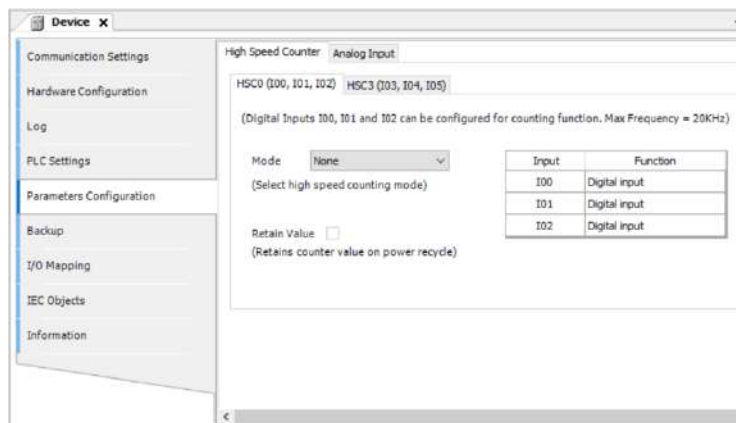 Device X
Communication Settings
Hardware Configuration
Log
PLC Settings
Parameters Configuration
Backup
I/O Mapping
IEC Objects
Information
High Speed Counter Analog Input
HSC0 (I00, I01, I02) HSC3 (I03, I04, I05)
(Digital Inputs I00, I01 and I02 can be configured for counting function. Max Frequency = 20KHz)
Mode None
(Select high speed counting mode)
Retain Value
(Retains counter value on power recycle)
Input Function
I00 Digital input
I01 Digital input
I02 Digital input